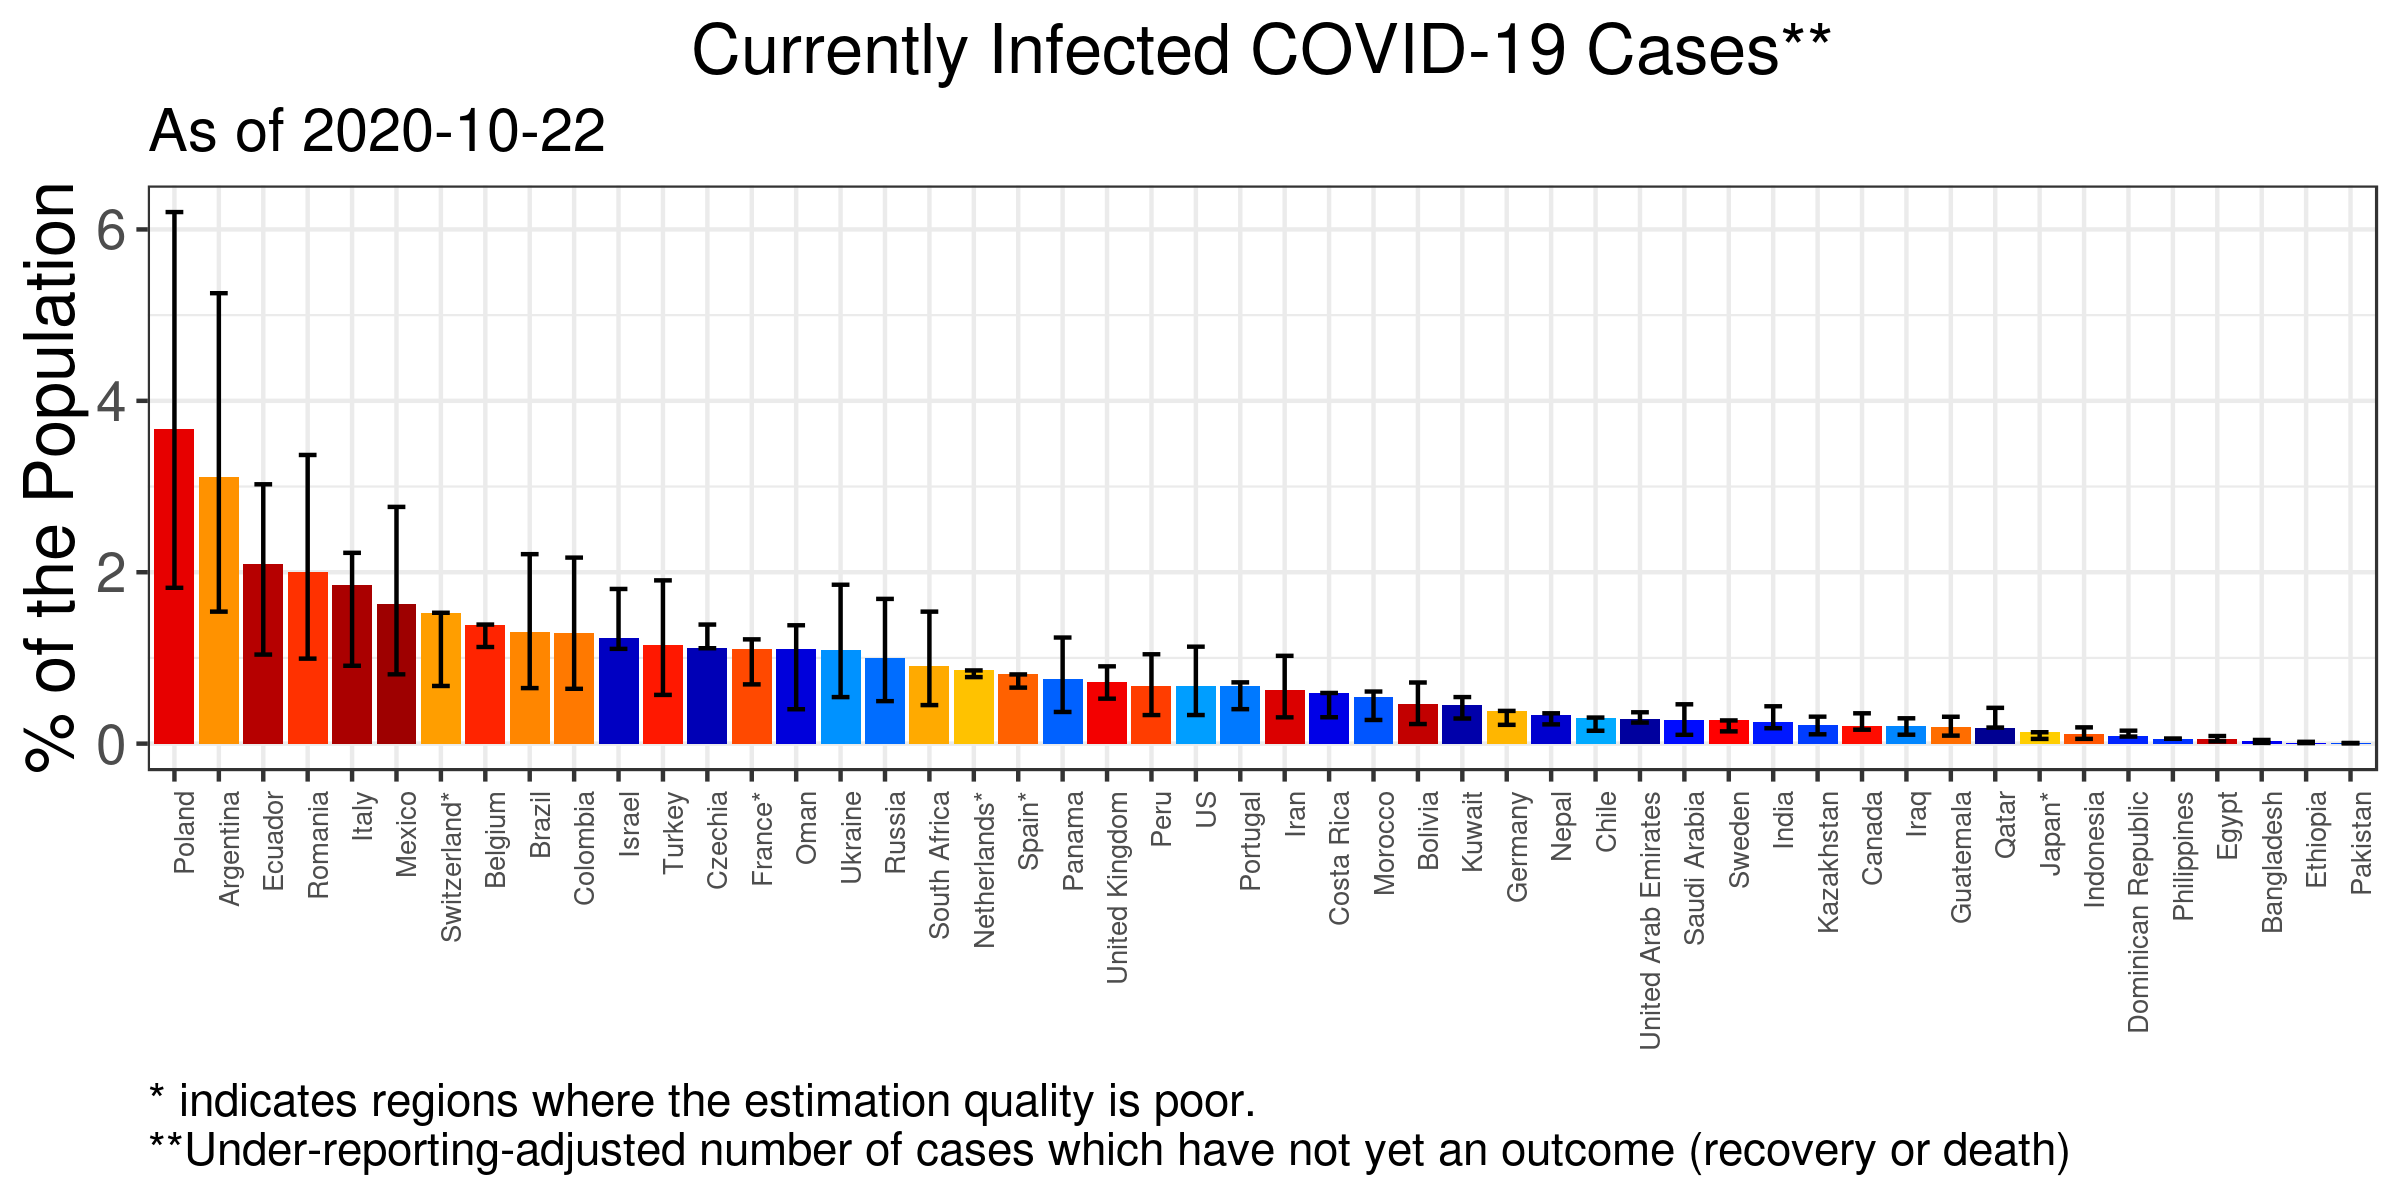 Currently Infected COVID-19 Cases**
As of 2020-10-22
% of the Population
6
4
2
0
Poland
Argentina
Ecuador
Romania
Italy
Mexico
Switzerland*
Belgium
Brazil
Colombia
Israel
Turkey
Czechia
France*
Oman
Ukraine
Russia
South Africa
Netherlands*
Spain*
Panama
United Kingdom
Peru
US
Portugal
Iran
Costa Rica
Morocco
Bolivia
Kuwait
Germany
Nepal
Chile
United Arab Emirates
Saudi Arabia
Sweden
India
Kazakhstan
Canada
Iraq
Guatemala
Qatar
Japan*
Indonesia
Dominican Republic
Philippines
Egypt
Bangladesh
Ethiopia
Pakistan
* indicates regions where the estimation quality is poor.
**Under-reporting-adjusted number of cases which have not yet an outcome (recovery or death)